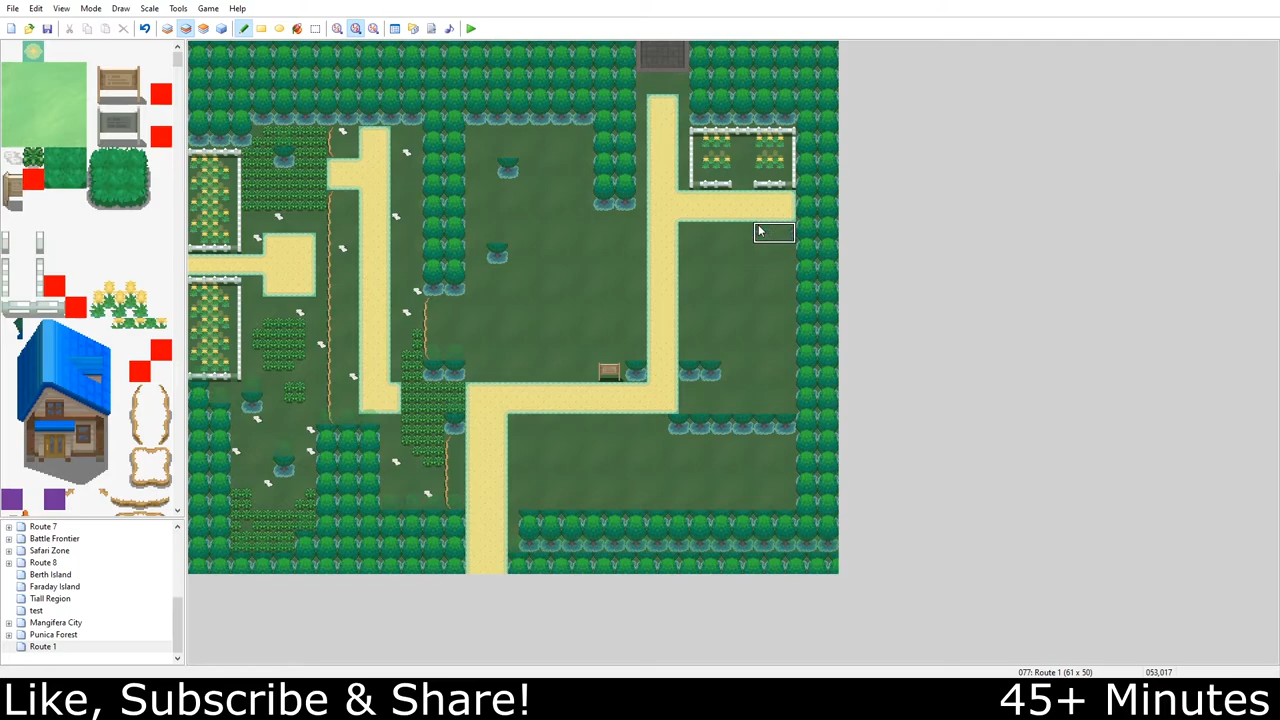 File Edit View Mode Draw Scale Tools Game Help
Route 7
Battle Frontier
Safari Zone
Route 8
Berth Island
Faraday Island
Tiall Region
test
Mangifera City
Punica Forest
Route 1
077: Route 1 (61 x 50) 053,017
Like, Subscribe & Share! 45+ Minutes